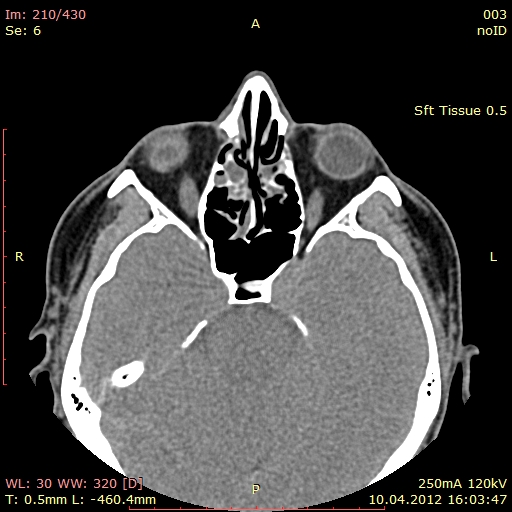 Im: 210/430
Se: 6
A
003
noID
Sft Tissue 0.5
R
L
WL: 30 WW: 320 [D]
T: 0.5mm L: -460.4mm
P
250mA 120kV
10.04.2012 16:03:47